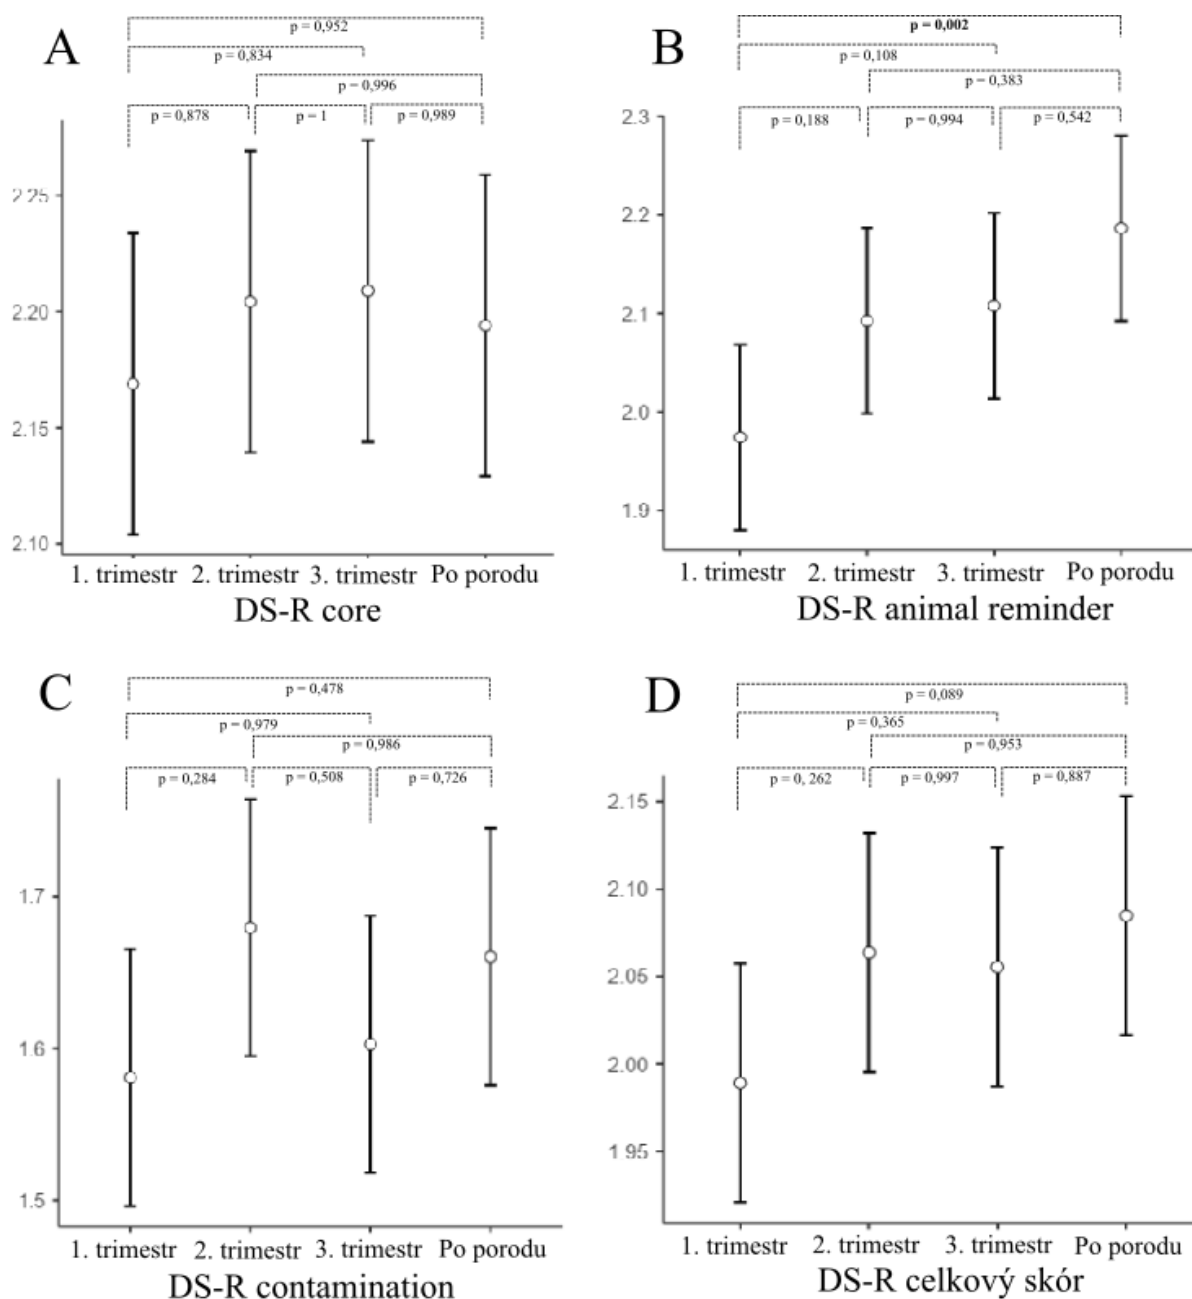 A
p = 0,952
p = 0,834
p = 0,996
p = 0,878
p = 1
p = 0,989
2.25
2.20
2.15
2.10
1. trimestr 2. trimestr 3. trimestr Po porodu
DS-R core
B
p = 0,002
p = 0,108
p = 0,383
p = 0,188
p = 0,994
p = 0,542
2.3
2.2
2.1
2.0
1.9
1. trimestr 2. trimestr 3. trimestr Po porodu
DS-R animal reminder
C
p = 0,478
p = 0,979
p = 0,986
p = 0,284
p = 0,508
p = 0,726
1.7
1.6
1.5
1. trimestr 2. trimestr 3. trimestr Po porodu
DS-R contamination
D
p = 0,089
p = 0,365
p = 0,953
p = 0, 262
p = 0,997
p = 0,887
2.15
2.10
2.05
2.00
1.95
1. trimestr 2. trimestr 3. trimestr Po porodu
DS-R celkový skór